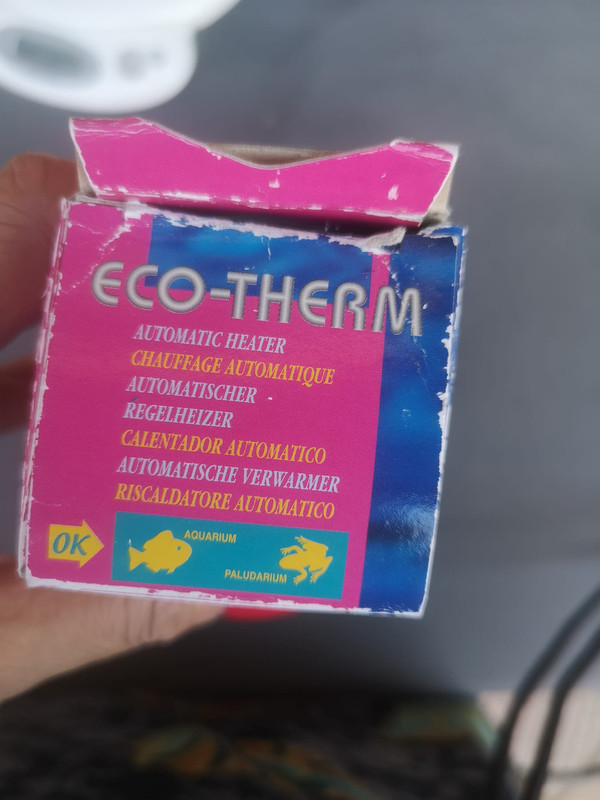 ECO-THERM
AUTOMATIC HEATER
CHAUFFAGE AUTOMATIQUE
AUTOMATISCHER -
REGELHEIZER
CALENTADOR AUTOMATICO
AUTOMATISCHE VERWARMER
RISCALDATORE AUTOMATICO
OK
AQUARIUM
PALUDARIUM